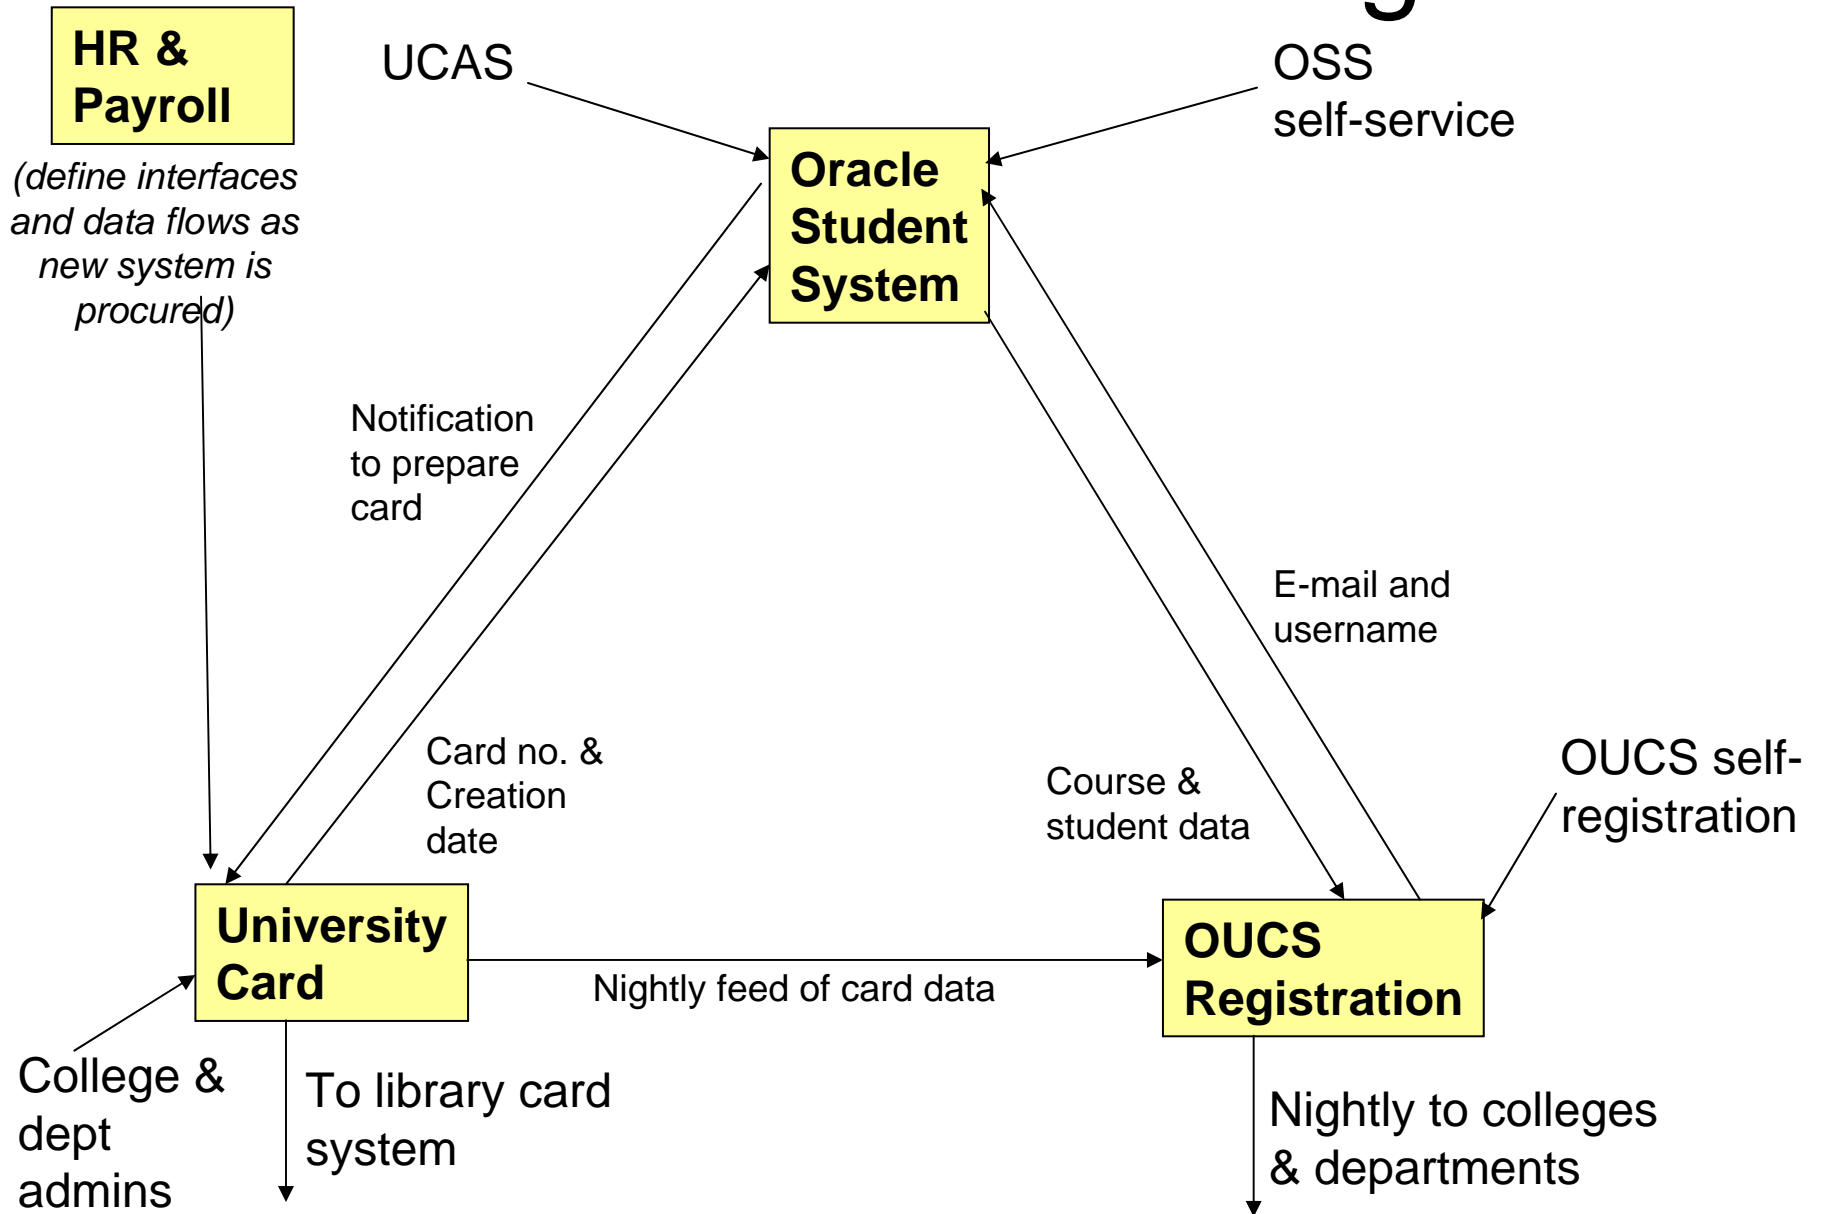 HR &
Payroll
(define interfaces
and data flows as
new system is
procured)
UCAS
OSS
self-service
Oracle
Student
System
Notification
to prepare
card
E-mail and
username
Card no. &
Creation
date
Course &
student data
OUCS self-
registration
University
Card
Nightly feed of card data
OUCS
Registration
College &
dept
admins
To library card
system
Nightly to colleges
& departments